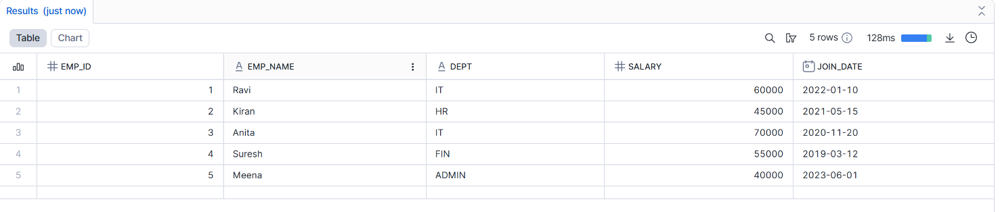 Results (just now)
Table Chart 5 rows 128ms
EMP_ID EMP_NAME DEPT SALARY JOIN_DATE
1 1 Ravi IT 60000 2022-01-10
2 2 Kiran HR 45000 2021-05-15
3 3 Anita IT 70000 2020-11-20
4 4 Suresh FIN 55000 2019-03-12
5 5 Meena ADMIN 40000 2023-06-01